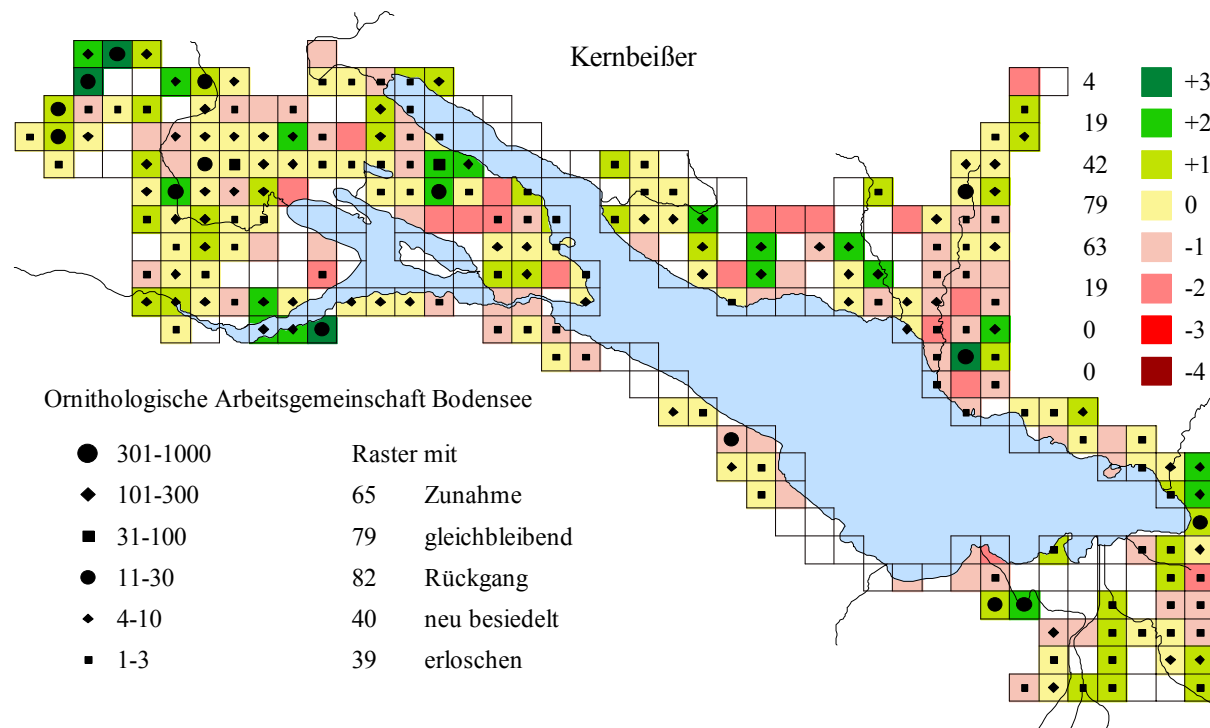 Kernbeißer
4 +3
19 +2
42 +1
79 0
63 -1
19 -2
0 -3
0 -4
Ornithologische Arbeitsgemeinschaft Bodensee
301-1000 Raster mit
101-300 65 Zunahme
31-100 79 gleichbleibend
11-30 82 Rückgang
4-10 40 neu besiedelt
1-3 39 erloschen